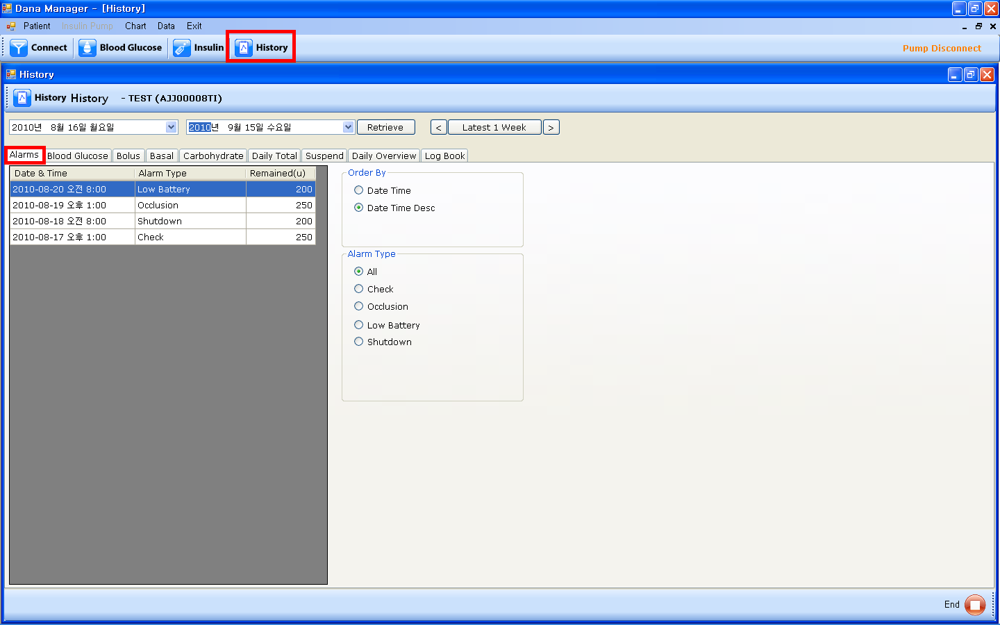 Dana Manager - [History]
Patient Insulin Pump Chart Data Exit
Connect Blood Glucose Insulin History Pump Disconnect
History
History History - TEST (AJJ00008TI)
2010년 8월 16일 월요일 2010년 9월 15일 수요일 Retrieve < Latest 1 Week >
Alarms Blood Glucose Bolus Basal Carbohydrate Daily Total Suspend Daily Overview Log Book
Date & Time Alarm Type Remained(u)
2010-08-20 오전 8:00 Low Battery 200
2010-08-19 오후 1:00 Occlusion 250
2010-08-18 오전 8:00 Shutdown 200
2010-08-17 오후 1:00 Check 250
Order By
Date Time
Date Time Desc
Alarm Type
All
Check
Occlusion
Low Battery
Shutdown
End